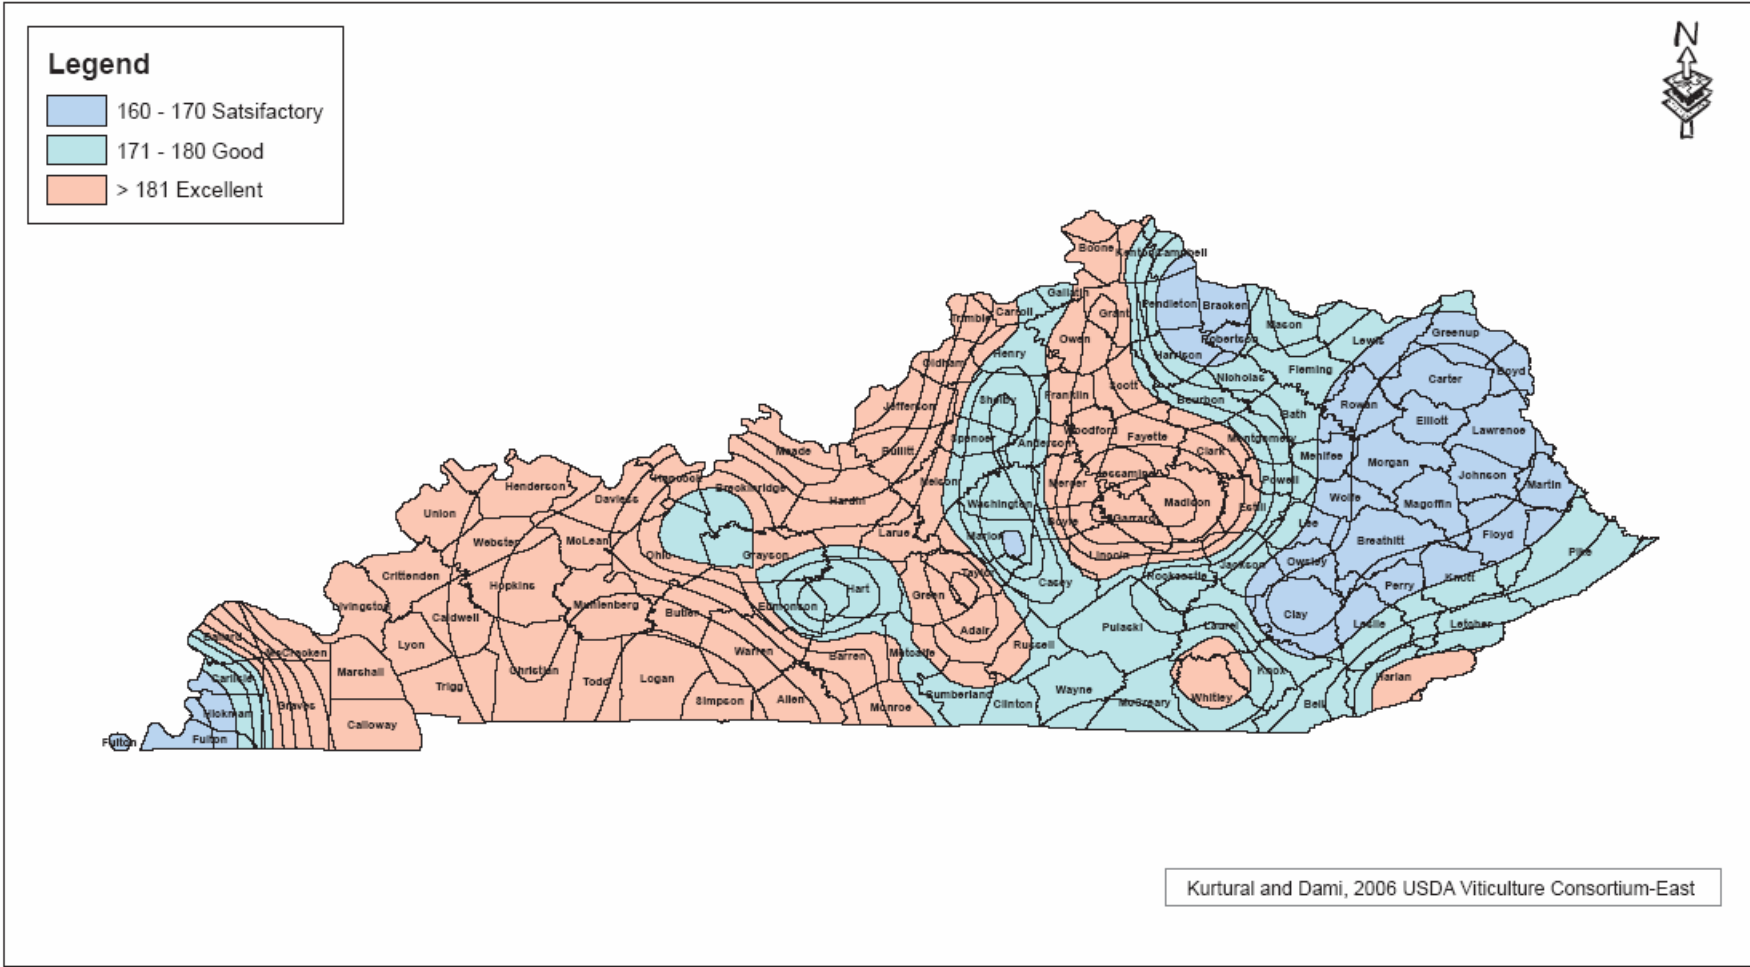 N
Legend
160 - 170 Satsifactory
171 - 180 Good
> 181 Excellent
Boone
Kenton
Campbell
Gallatin
Pendleton
Bracken
Trimble
Carroll
Grant
Mason
Owen
Robertson
Lewis
Greenup
Henry
Harrison
Oldham
Fleming
Boyd
Nicholas
Carter
Scott
Shelby
Franklin
Bourbon
Rowan
Jefferson
Bath
Elliott
Woodford
Fayette
Lawrence
Spencer
Anderson
Montgomery
Meade
Bullitt
Clark
Menifee
Morgan
Hancock
Nelson
Jessamine
Johnson
Henderson
Breckinridge
Mercer
Powell
Martin
Daviess
Hardin
Washington
Madison
Wolfe
Magoffin
Union
Estill
Boyle
Garrard
Lee
Webster
McLean
Larue
Marion
Breathitt
Floyd
Ohio
Grayson
Lincoln
Owsley
Pike
Crittenden
Taylor
Rockcastle
Jackson
Knott
Hopkins
Hart
Green
Casey
Perry
Livingston
Muhlenberg
Butler
Edmonson
Clay
Caldwell
Adair
Pulaski
Laurel
Leslie
Letcher
Ballard
Lyon
Russell
McCracken
Warren
Barren
Metcalfe
Marshall
Christian
Knox
Carlisle
Trigg
Todd
Logan
Harlan
Cumberland
Wayne
Whitley
Graves
Simpson
Allen
Monroe
Clinton
McCreary
Bell
Hickman
Calloway
Fulton
Fulton
Kurtural and Dami, 2006 USDA Viticulture Consortium-East